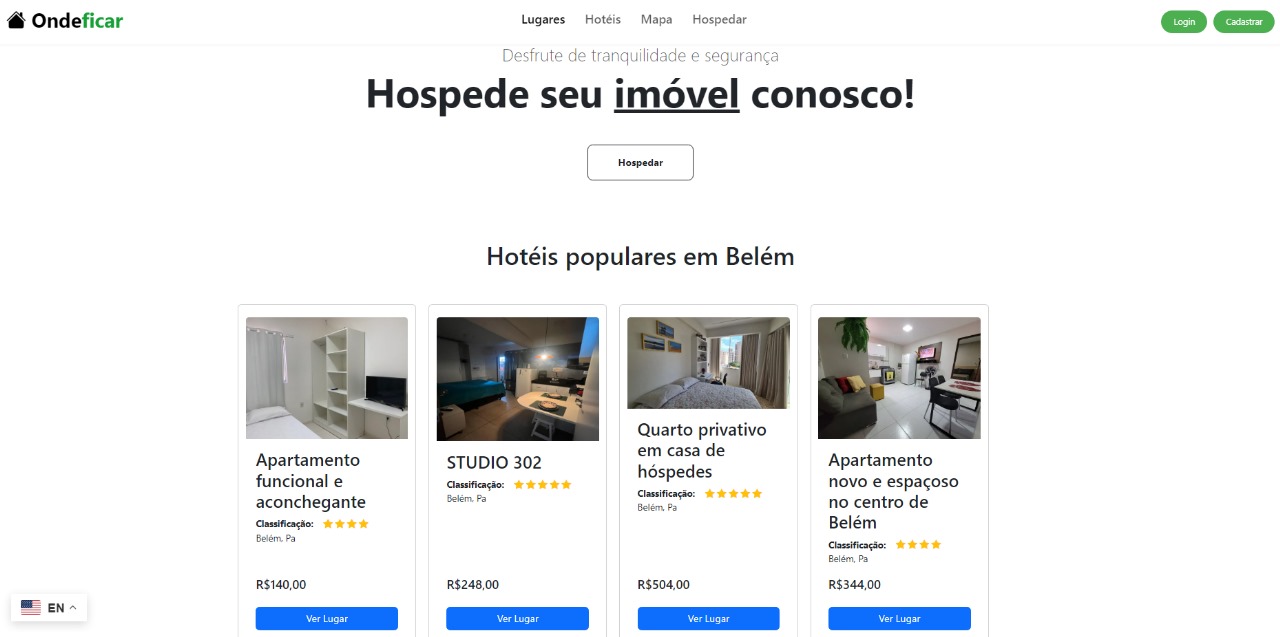 Ondeficar
Lugares Hotéis Mapa Hospedar
Login Cadastrar
Desfrute de tranquilidade e segurança
Hospede seu imóvel conosco!
Hospedar
Hotéis populares em Belém
Apartamento
funcional e
aconchegante
Classificação:
Belém, Pa
R$140,00
Ver Lugar
STUDIO 302
Classificação:
Belém, Pa
R$248,00
Ver Lugar
Quarto privativo
em casa de
hóspedes
Classificação:
Belém, Pa
R$504,00
Ver Lugar
Apartamento
novo e espaçoso
no centro de
Belém
Classificação:
Belém, Pa
R$344,00
Ver Lugar
EN